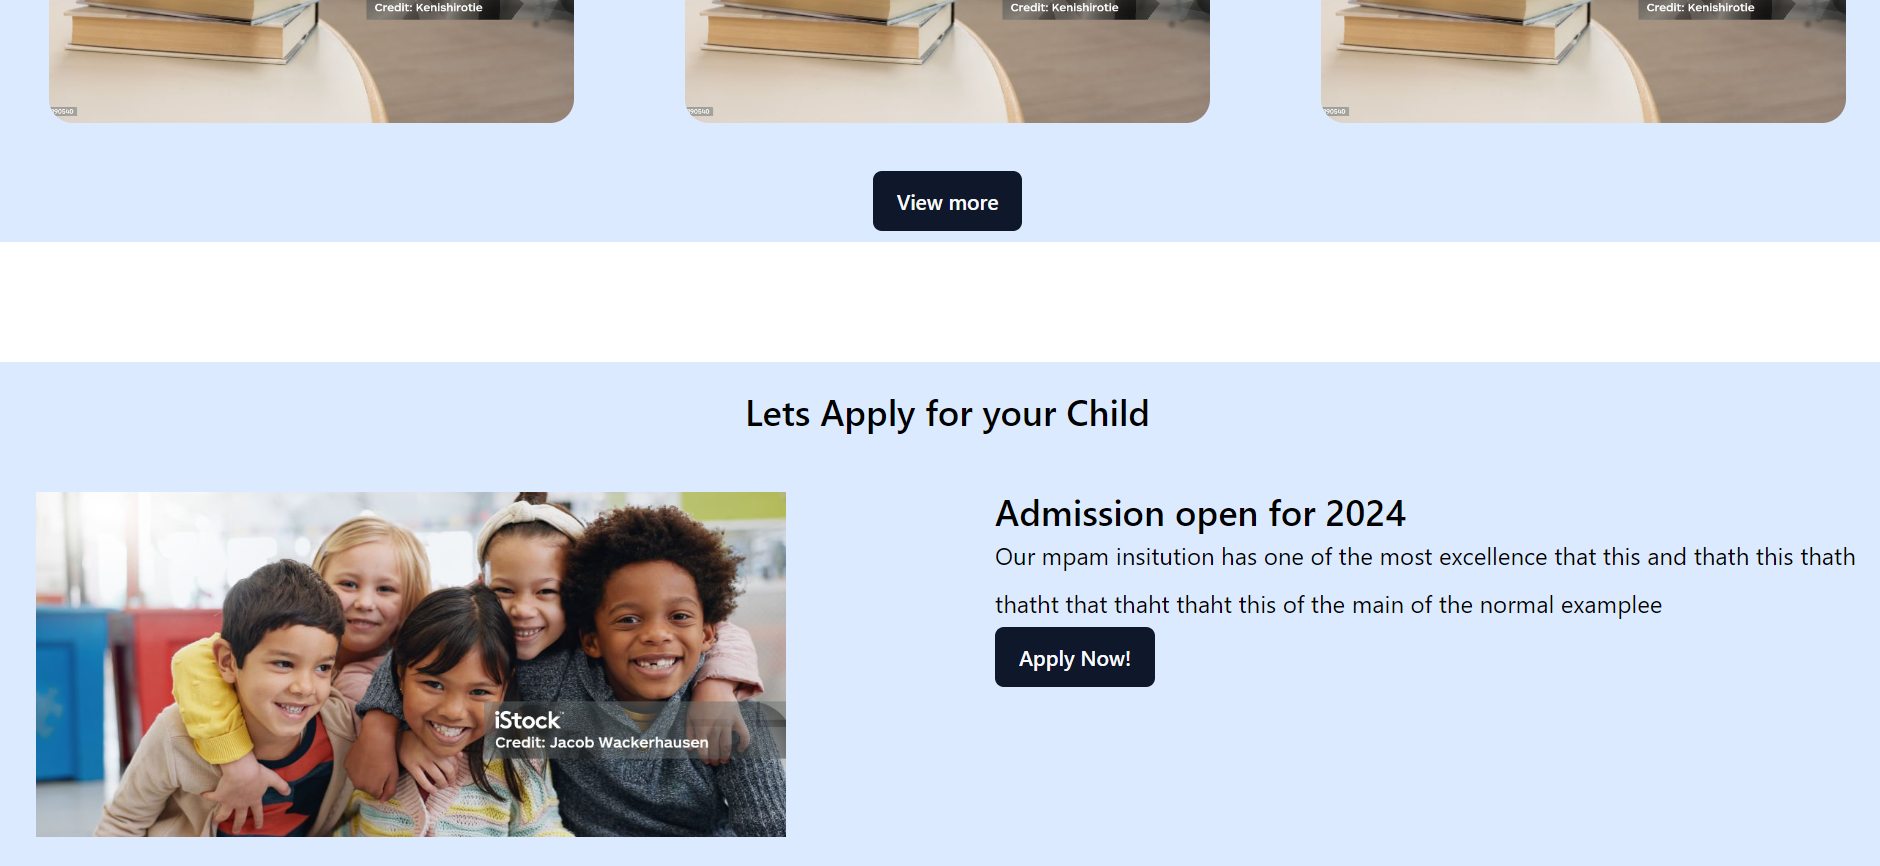 Credit: Kenishirotie
Credit: Kenishirotie
Credit: Kenishirotie
View more
Lets Apply for your Child
Admission open for 2024
Our mpam insitution has one of the most excellence that this and thath this thath
thatht that thaht thaht this of the main of the normal examplee
Apply Now!
iStock™
Credit: Jacob Wackerhausen